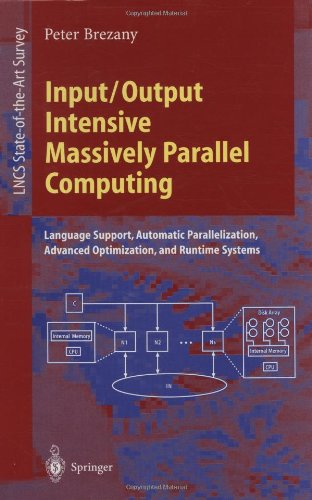 Peter Brezany
LNCS State-of-the-Art Survey
Input/Output
Intensive
Massively Parallel
Computing
Language Support, Automatic Parallelization,
Advanced Optimization, and Runtime Systems
C
Disk Array
Internal Memory
CPU
N1
N2
...
Ns
Internal Memory
CPU
IN
Springer